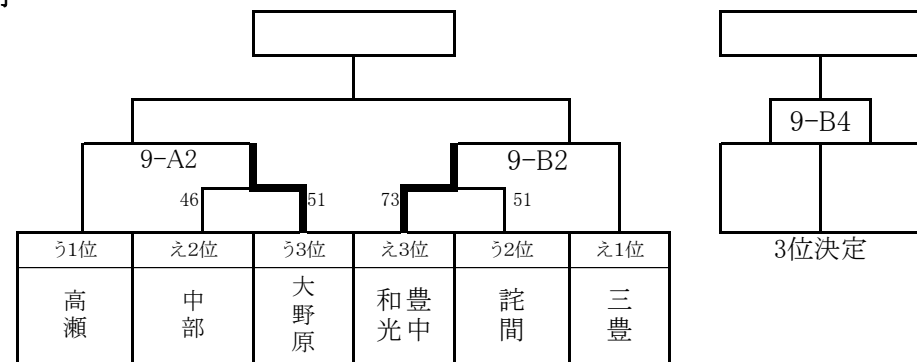 9-B4
9-A2
9-B2
46
51
73
51
う1位
え2位
う3位
え3位
う2位
え1位
3位決定
高瀬
中部
大野原
豊中
和光
詫間
三豊